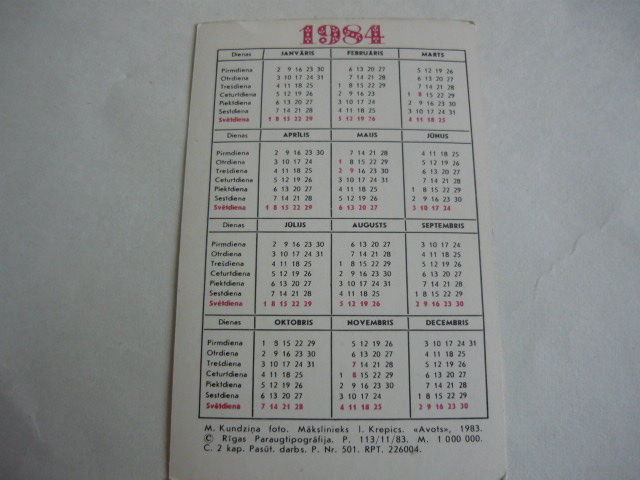 1984
Dienas JANVĀRIS FEBRUĀRIS MARTS
Pirmdiena 2 9 16 23 30 6 13 20 27 5 12 19 26
Otrdiena 3 10 17 24 31 7 14 21 28 6 13 20 27
Trešdiena 4 11 18 25 1 8 15 22 29 7 14 21 28
Ceturtdiena 5 12 19 26 2 9 16 23 1 8 15 22 29
Piektdiena 6 13 20 27 3 10 17 24 2 9 16 23 30
Sestdiena 7 14 21 28 4 11 18 25 3 10 17 24 31
Svētdiena 1 8 15 22 29 5 12 19 26 4 11 18 25
Dienas APRĪLIS MAIJS JŪNIJS
Pirmdiena 2 9 16 23 30 7 14 21 28 4 11 18 25
Otrdiena 3 10 17 24 1 8 15 22 29 5 12 19 26
Trešdiena 4 11 18 25 2 9 16 23 30 6 13 20 27
Ceturtdiena 5 12 19 26 3 10 17 24 31 7 14 21 28
Piektdiena 6 13 20 27 4 11 18 25 1 8 15 22 29
Sestdiena 7 14 21 28 5 12 19 26 2 9 16 23 30
Svētdiena 1 8 15 22 29 6 13 20 27 3 10 17 24
Dienas JŪLIJS AUGUSTS SEPTEMBRIS
Pirmdiena 2 9 16 23 30 6 13 20 27 3 10 17 24
Otrdiena 3 10 17 24 31 7 14 21 28 4 11 18 25
Trešdiena 4 11 18 25 1 8 15 22 29 5 12 19 26
Ceturtdiena 5 12 19 26 2 9 16 23 30 6 13 20 27
Piektdiena 6 13 20 27 3 10 17 24 31 7 14 21 28
Sestdiena 7 14 21 28 4 11 18 25 1 8 15 22 29
Svētdiena 1 8 15 22 29 5 12 19 26 2 9 16 23 30
Dienas OKTOBRIS NOVEMBRIS DECEMBRIS
Pirmdiena 1 8 15 22 29 5 12 19 26 3 10 17 24 31
Otrdiena 2 9 16 23 30 6 13 20 27 4 11 18 25
Trešdiena 3 10 17 24 31 7 14 21 28 5 12 19 26
Ceturtdiena 4 11 18 25 1 8 15 22 29 6 13 20 27
Piektdiena 5 12 19 26 2 9 16 23 30 7 14 21 28
Sestdiena 6 13 20 27 3 10 17 24 1 8 15 22 29
Svētdiena 7 14 21 28 4 11 18 25 2 9 16 23 30
M. Kundziņa foto. Mākslinieks I. Krepics. «Avots», 1983.
© Rīgas Paraugtipogrāfija. P. 113/11/83. M. 1 000 000.
C. 2 kap. Pasūt. darbs. P. Nr. 501. RPT. 226004.